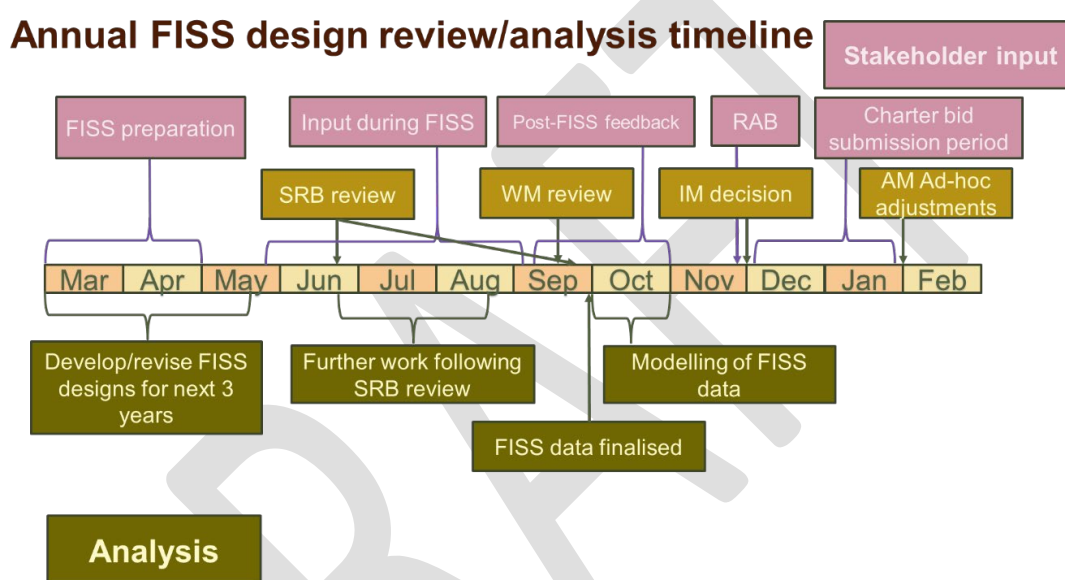 Annual FISS design review/analysis timeline
Stakeholder input
FISS preparation
Input during FISS
Post-FISS feedback
RAB
Charter bid
submission period
SRB review
WM review
IM decision
AM Ad-hoc
adjustments
Mar Apr May Jun Jul Aug Sep Oct Nov Dec Jan Feb
Develop/revise FISS
designs for next 3
years
Further work following
SRB review
Modelling of FISS
data
FISS data finalised
Analysis
DRAFT